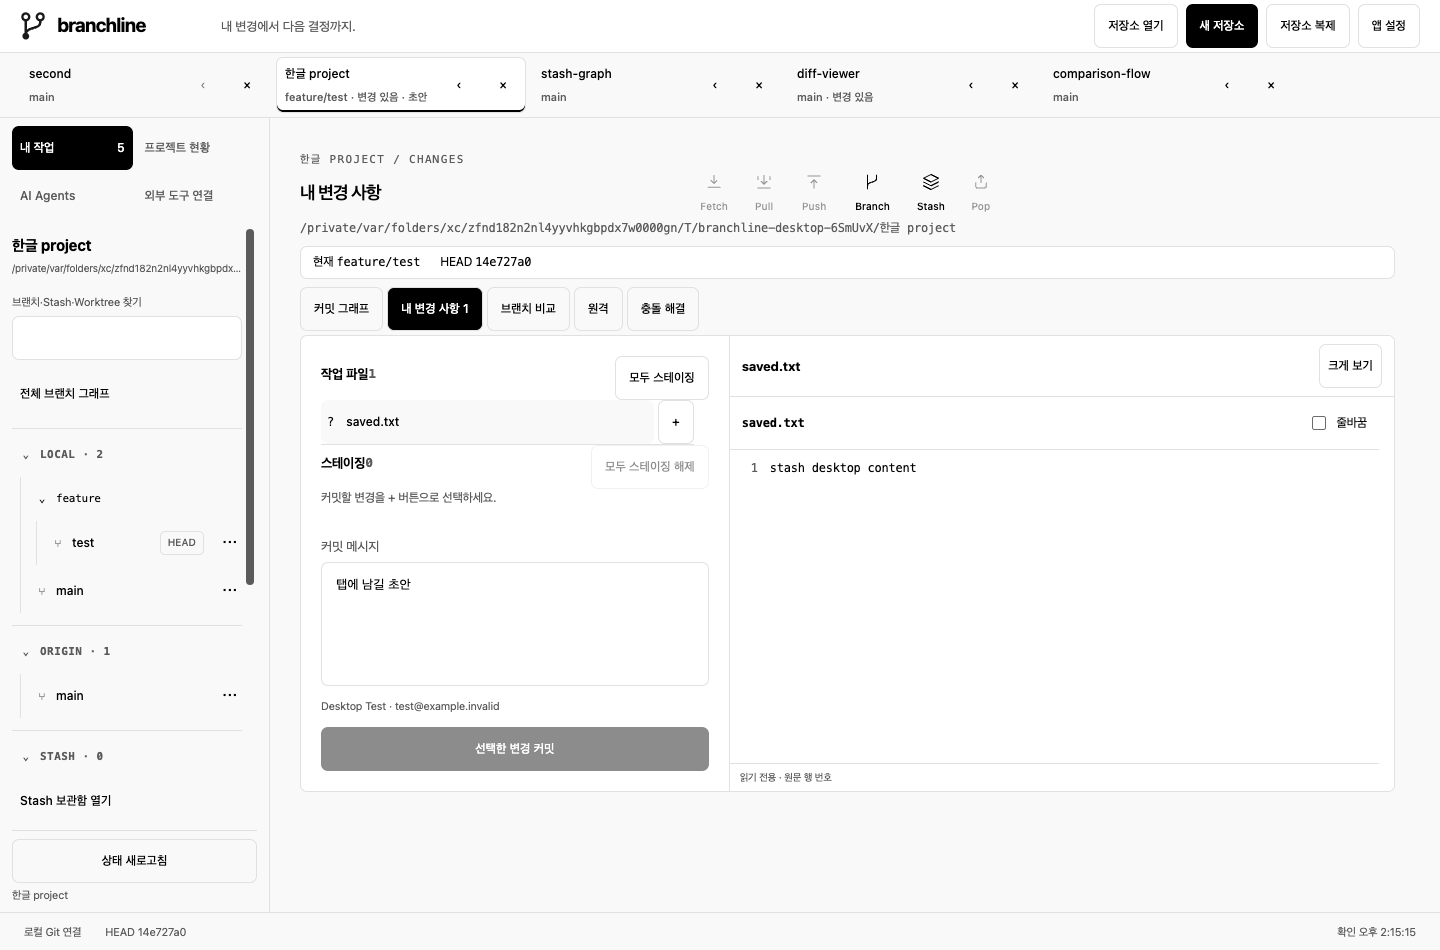 branchline
내 변경에서 다음 결정까지.
저장소 열기
새 저장소
저장소 복제
앱 설정
second
main
‹
×
한글 project
feature/test · 변경 있음 · 초안
‹
×
stash-graph
main
‹
×
diff-viewer
main · 변경 있음
‹
×
comparison-flow
main
‹
×
내 작업 5
프로젝트 현황
AI Agents
외부 도구 연결
한글 project
/private/var/folders/xc/zfnd182n2nl4yyvhkgbpdx...
브랜치·Stash·Worktree 찾기
전체 브랜치 그래프
LOCAL · 2
feature
test HEAD ···
main ···
ORIGIN · 1
main ···
STASH · 0
Stash 보관함 열기
상태 새로고침
한글 project
한글 PROJECT / CHANGES
내 변경 사항
Fetch
Pull
Push
Branch
Stash
Pop
/private/var/folders/xc/zfnd182n2nl4yyvhkgbpdx7w0000gn/T/branchline-desktop-6SmUvX/한글 project
현재 feature/test HEAD 14e727a0
커밋 그래프
내 변경 사항 1
브랜치 비교
원격
충돌 해결
작업 파일1
모두 스테이징
? saved.txt +
스테이징0
모두 스테이징 해제
커밋할 변경을 + 버튼으로 선택하세요.
커밋 메시지
탭에 남길 초안
Desktop Test · test@example.invalid
선택한 변경 커밋
saved.txt
크게 보기
saved.txt
줄바꿈
1 stash desktop content
읽기 전용 · 원문 행 번호
로컬 Git 연결
HEAD 14e727a0
확인 오후 2:15:15